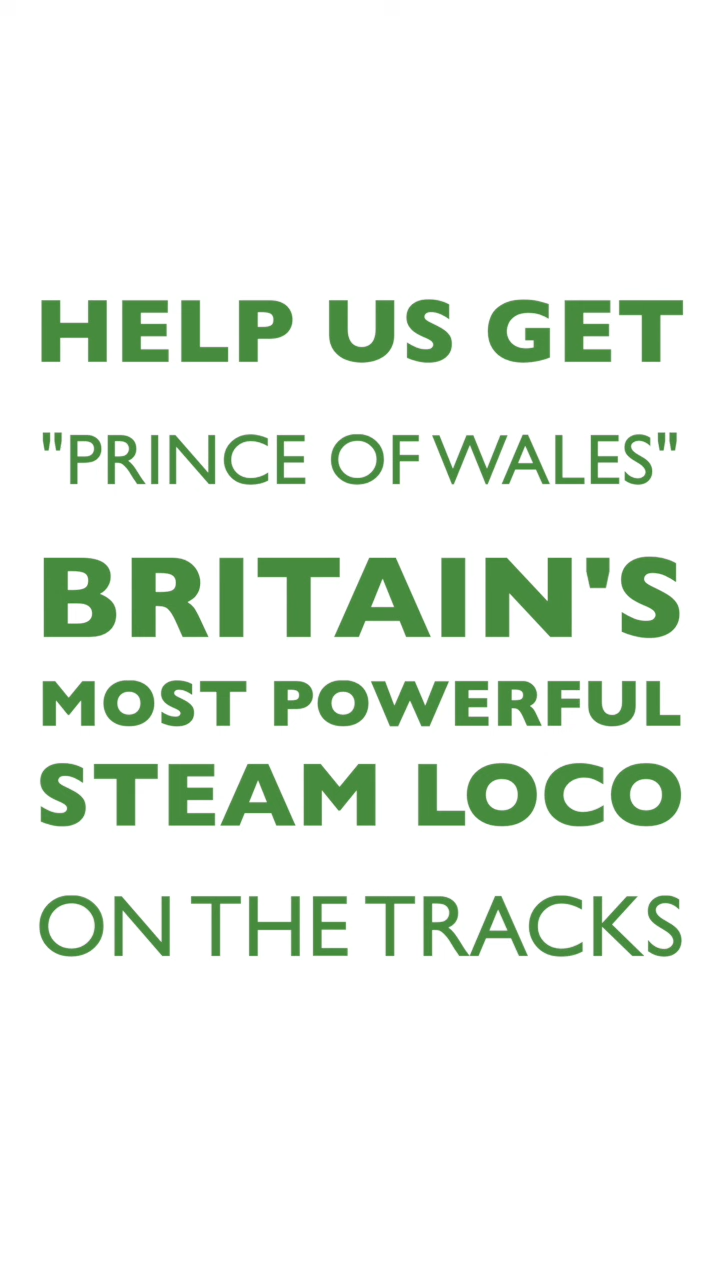 HELP US GET
"PRINCE OF WALES"
BRITAIN'S
MOST POWERFUL
STEAM LOCO
ON THE TRACKS